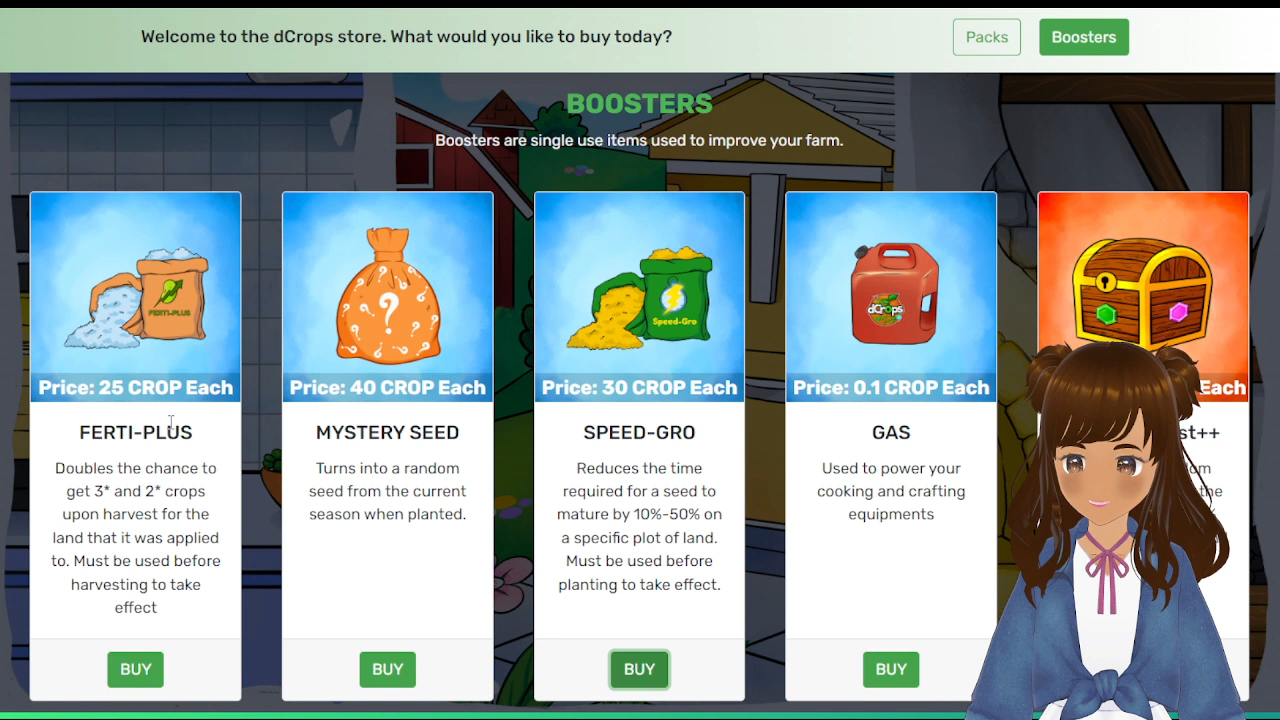 Welcome to the dCrops store. What would you like to buy today?
Packs
Boosters
BOOSTERS
Boosters are single use items used to improve your farm.
FERTI-PLUS
Price: 25 CROP Each
FERTI-PLUS
Doubles the chance to
get 3* and 2* crops
upon harvest for the
land that it was applied
to. Must be used before
harvesting to take
effect
BUY
?
Price: 40 CROP Each
MYSTERY SEED
Turns into a random
seed from the current
season when planted.
BUY
Speed-Gro
Price: 30 CROP Each
SPEED-GRO
Reduces the time
required for a seed to
mature by 10%-50% on
a specific plot of land.
Must be used before
planting to take effect.
BUY
dCrops
Price: 0.1 CROP Each
GAS
Used to power your
cooking and crafting
equipments
BUY
Each
st++
the